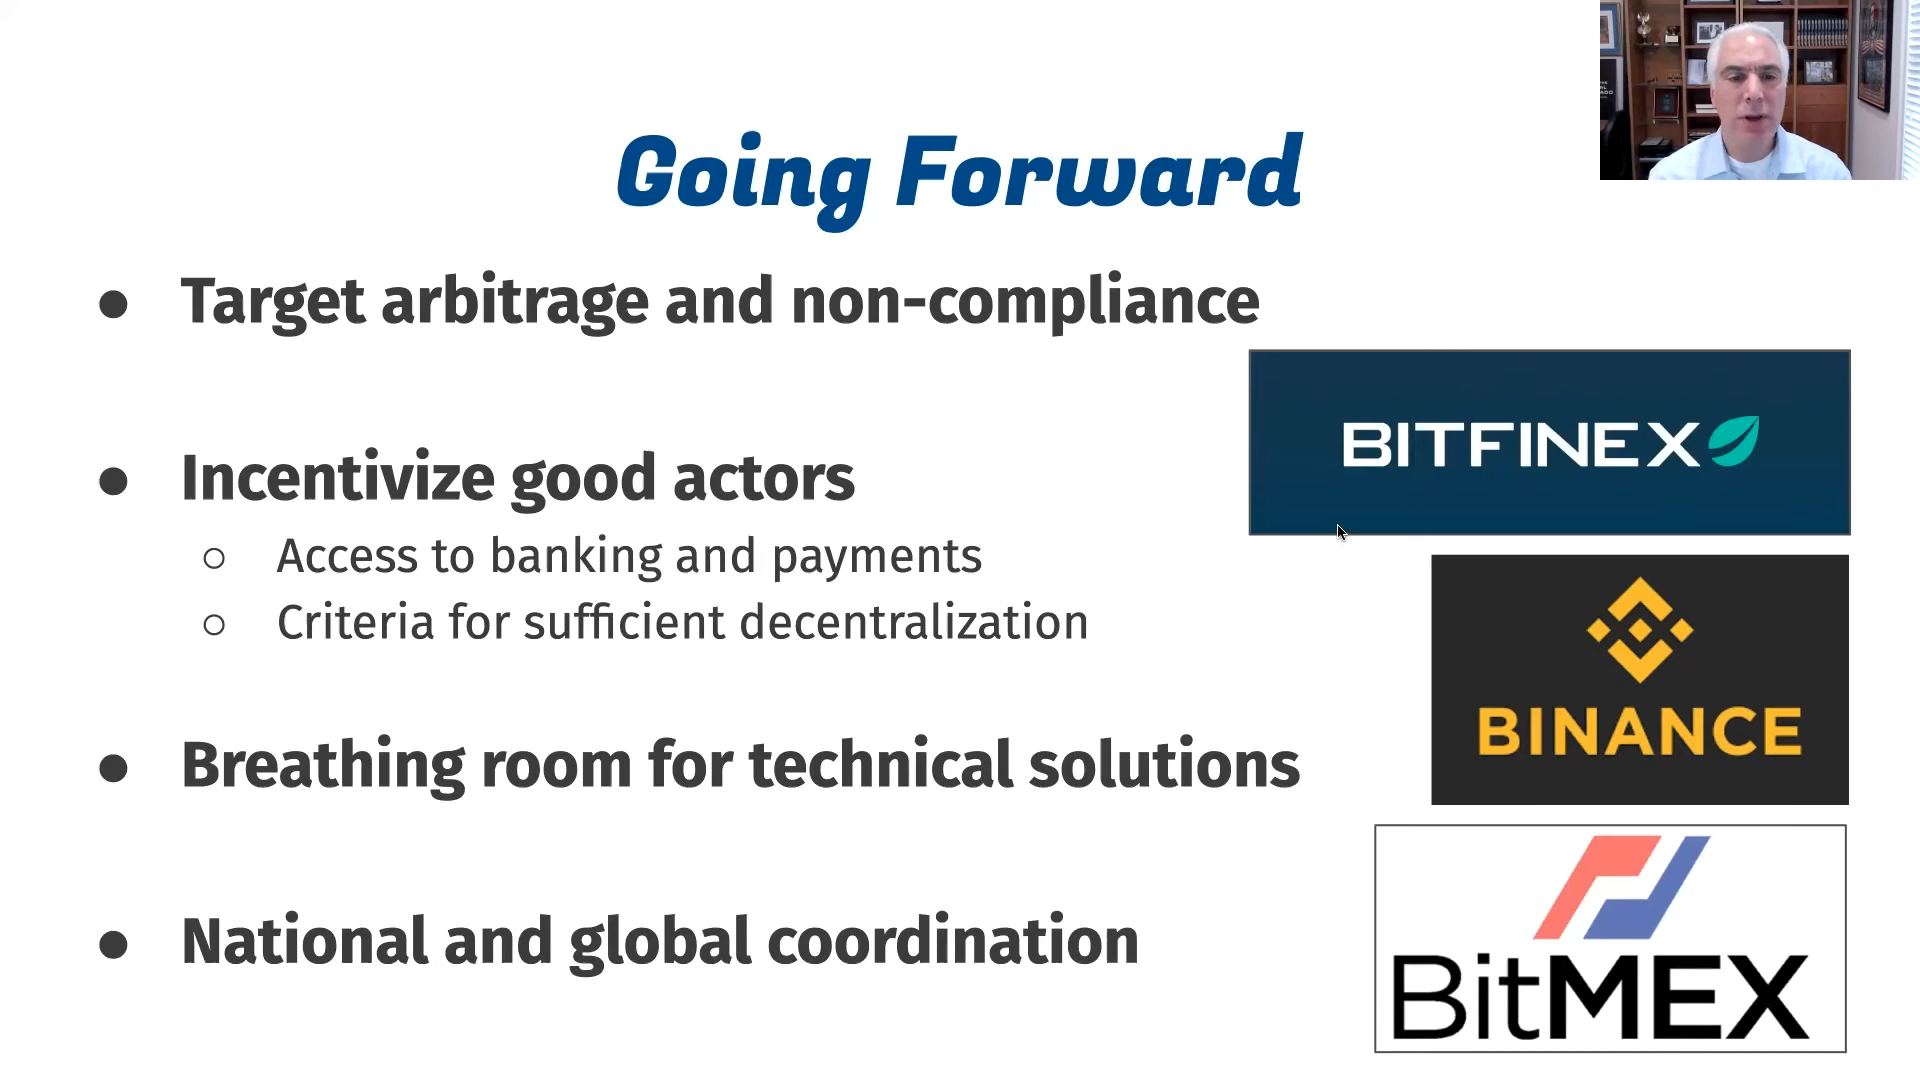 Going Forward
● Target arbitrage and non-compliance
BITFINEX
● Incentivize good actors
○ Access to banking and payments
○ Criteria for sufficient decentralization
BINANCE
● Breathing room for technical solutions
● National and global coordination
BitMEX